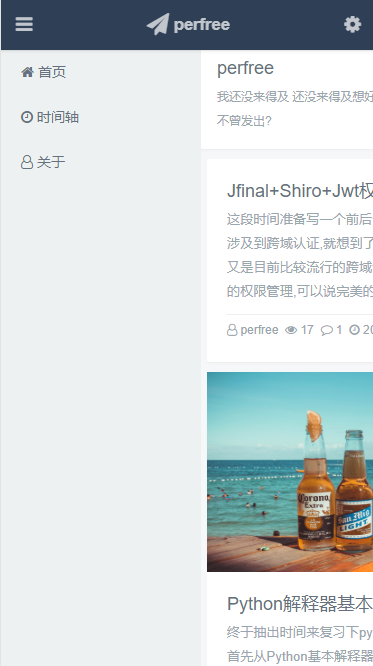 perfree
首页
时间轴
关于
perfree
我还没来得及 还没来得及想好
不曾发出?
Jfinal+Shiro+Jwt权
这段时间准备写一个前后
涉及到跨域认证,就想到了
又是目前比较流行的跨域
的权限管理,可以说完美的
perfree 17 1 20
Corona
Extra
San Mig
LIGHT
Python解释器基本
终于抽出时间来复习下py
首先从Python基本解释器